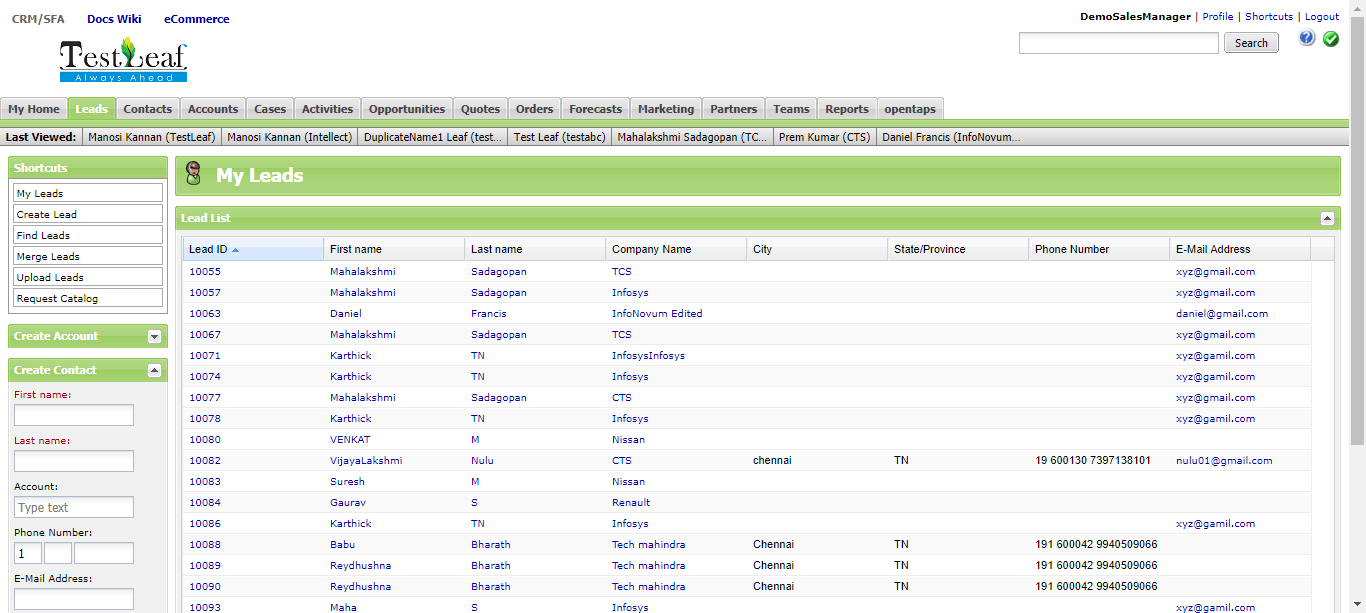 CRM/SFA Docs Wiki eCommerce
DemoSalesManager | Profile | Shortcuts | Logout
TestLeaf
Always Ahead
Search
My Home Leads Contacts Accounts Cases Activities Opportunities Quotes Orders Forecasts Marketing Partners Teams Reports opentaps
Last Viewed: Manosi Kannan (TestLeaf) Manosi Kannan (Intellect) DuplicateName1 Leaf (test... Test Leaf (testabc) Mahalakshmi Sadagopan (TC... Prem Kumar (CTS) Daniel Francis (InfoNovum...
Shortcuts
My Leads
Create Lead
Find Leads
Merge Leads
Upload Leads
Request Catalog
Create Account
Create Contact
First name:
Last name:
Account:
Type text
Phone Number:
1
E-Mail Address:
My Leads
Lead List
Lead ID First name Last name Company Name City State/Province Phone Number E-Mail Address
10055 Mahalakshmi Sadagopan TCS xyz@gmail.com
10057 Mahalakshmi Sadagopan Infosys xyz@gmail.com
10063 Daniel Francis InfoNovum Edited daniel@gmail.com
10067 Mahalakshmi Sadagopan TCS xyz@gmail.com
10071 Karthick TN InfosysInfosys xyz@gamil.com
10074 Karthick TN Infosys xyz@gamil.com
10077 Mahalakshmi Sadagopan CTS xyz@gmail.com
10078 Karthick TN Infosys xyz@gamil.com
10080 VENKAT M Nissan
10082 VijayaLakshmi Nulu CTS chennai TN 19 600130 7397138101 nulu01@gmail.com
10083 Suresh M Nissan
10084 Gaurav S Renault
10086 Karthick TN Infosys xyz@gamil.com
10088 Babu Bharath Tech mahindra Chennai TN 191 600042 9940509066
10089 Reydhushna Bharath Tech mahindra Chennai TN 191 600042 9940509066
10090 Reydhushna Bharath Tech mahindra Chennai TN 191 600042 9940509066
10093 Maha S Infosys xyz@gmail.com